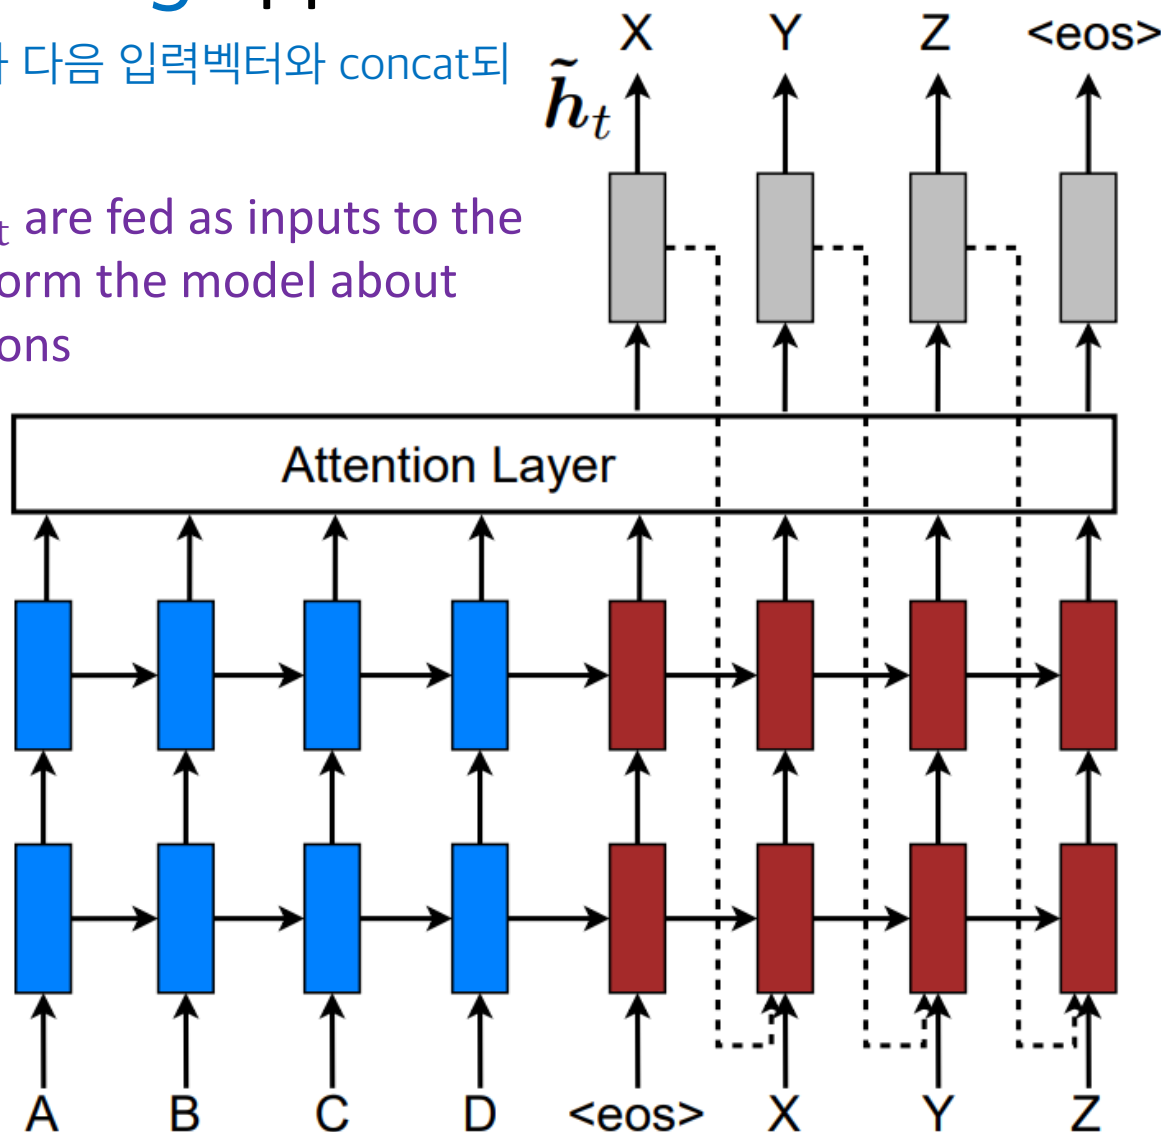 다음 입력벡터와 concat되
t are fed as inputs to the
orm the model about
ons
X Y Z <eos>
h̃t
Attention Layer
A B C D <eos> X Y Z